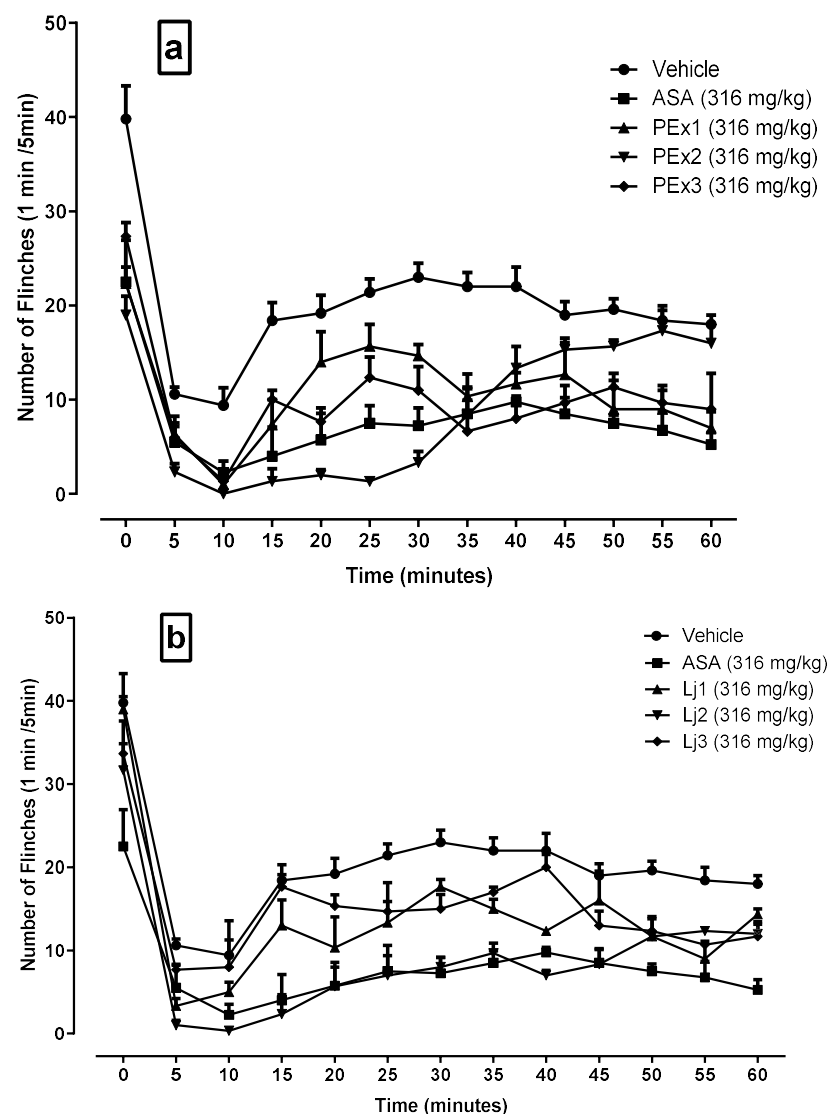 a
50
40
30
20
10
0
Number of Flinches (1 min /5min)
Vehicle
ASA (316 mg/kg)
PEx1 (316 mg/kg)
PEx2 (316 mg/kg)
PEx3 (316 mg/kg)
0 5 10 15 20 25 30 35 40 45 50 55 60
Time (minutes)
b
50
40
30
20
10
0
Number of Flinches (1 min /5min)
Vehicle
ASA (316 mg/kg)
Lj1 (316 mg/kg)
Lj2 (316 mg/kg)
Lj3 (316 mg/kg)
0 5 10 15 20 25 30 35 40 45 50 55 60
Time (minutes)